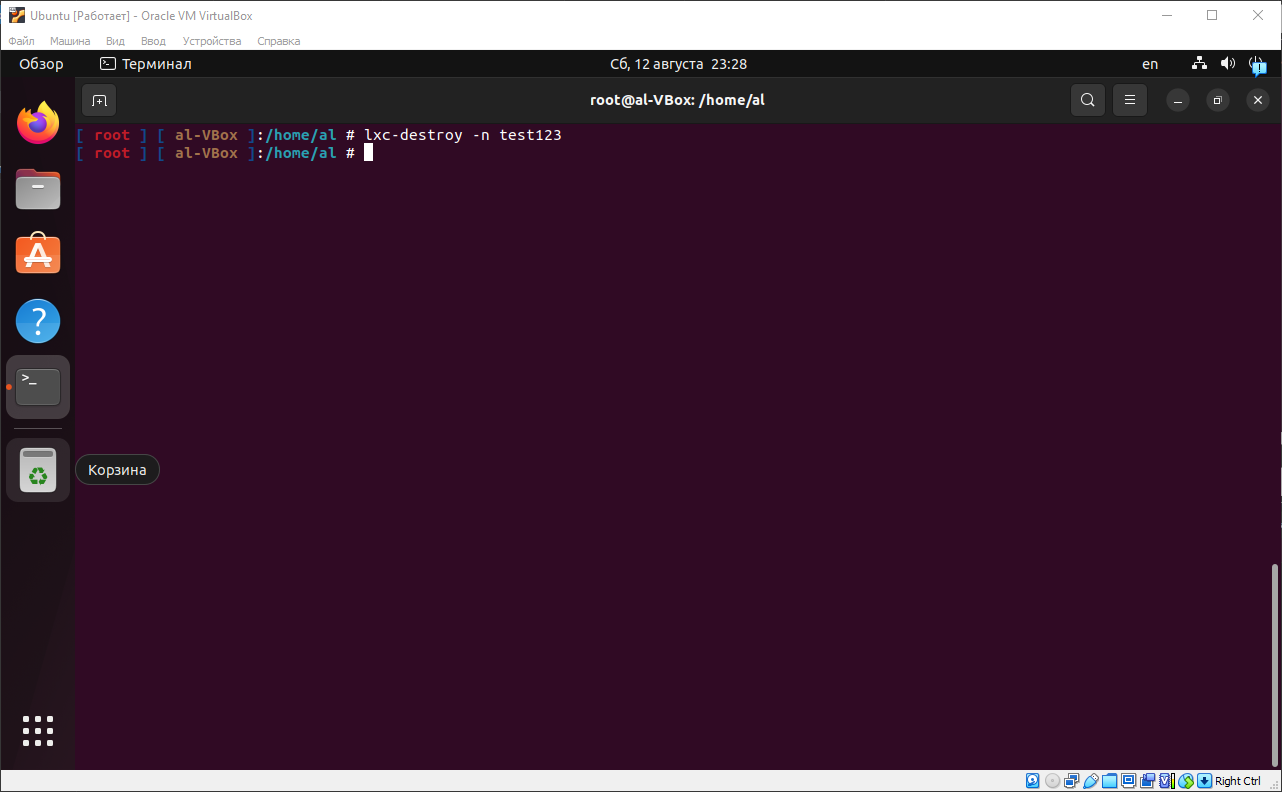 Ubuntu [Работает] - Oracle VM VirtualBox
Файл Машина Вид Ввод Устройства Справка
Обзор Терминал Сб, 12 августа 23:28 en
root@al-VBox: /home/al
[ root ] [ al-VBox ]:/home/al # lxc-destroy -n test123
[ root ] [ al-VBox ]:/home/al #
Корзина
Right Ctrl